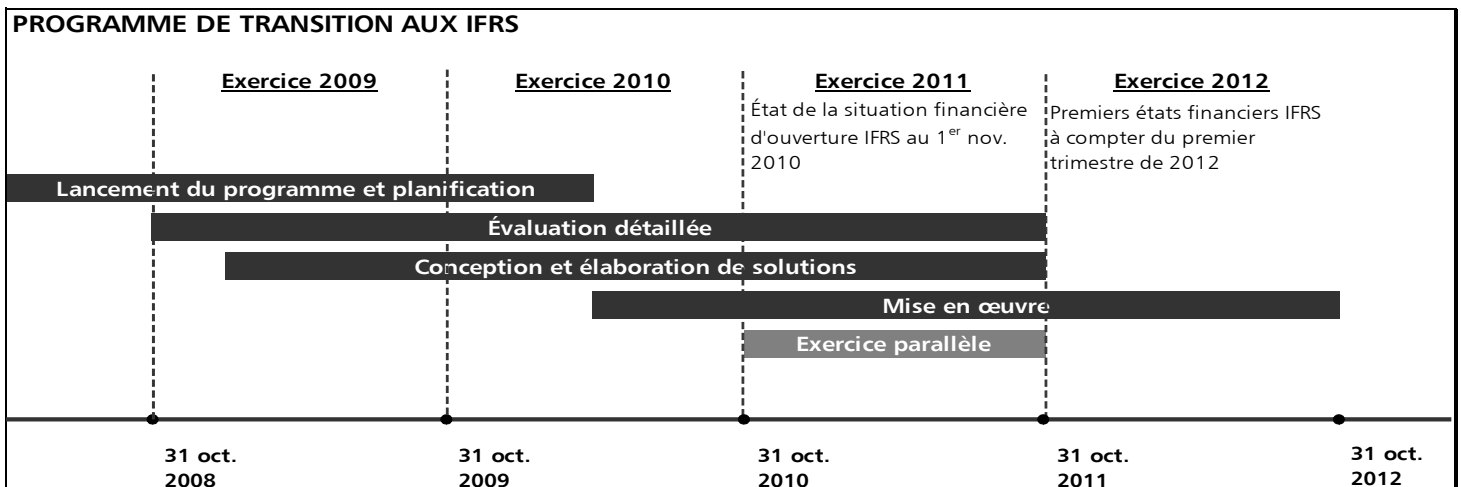 PROGRAMME DE TRANSITION AUX IFRS
Exercice 2009
Exercice 2010
Exercice 2011
Exercice 2012
État de la situation financière
d'ouverture IFRS au 1er nov.
2010
Premiers états financiers IFRS
à compter du premier
trimestre de 2012
Lancement du programme et planification
Évaluation détaillée
Conception et élaboration de solutions
Mise en œuvre
Exercice parallèle
31 oct.
2008
31 oct.
2009
31 oct.
2010
31 oct.
2011
31 oct.
2012